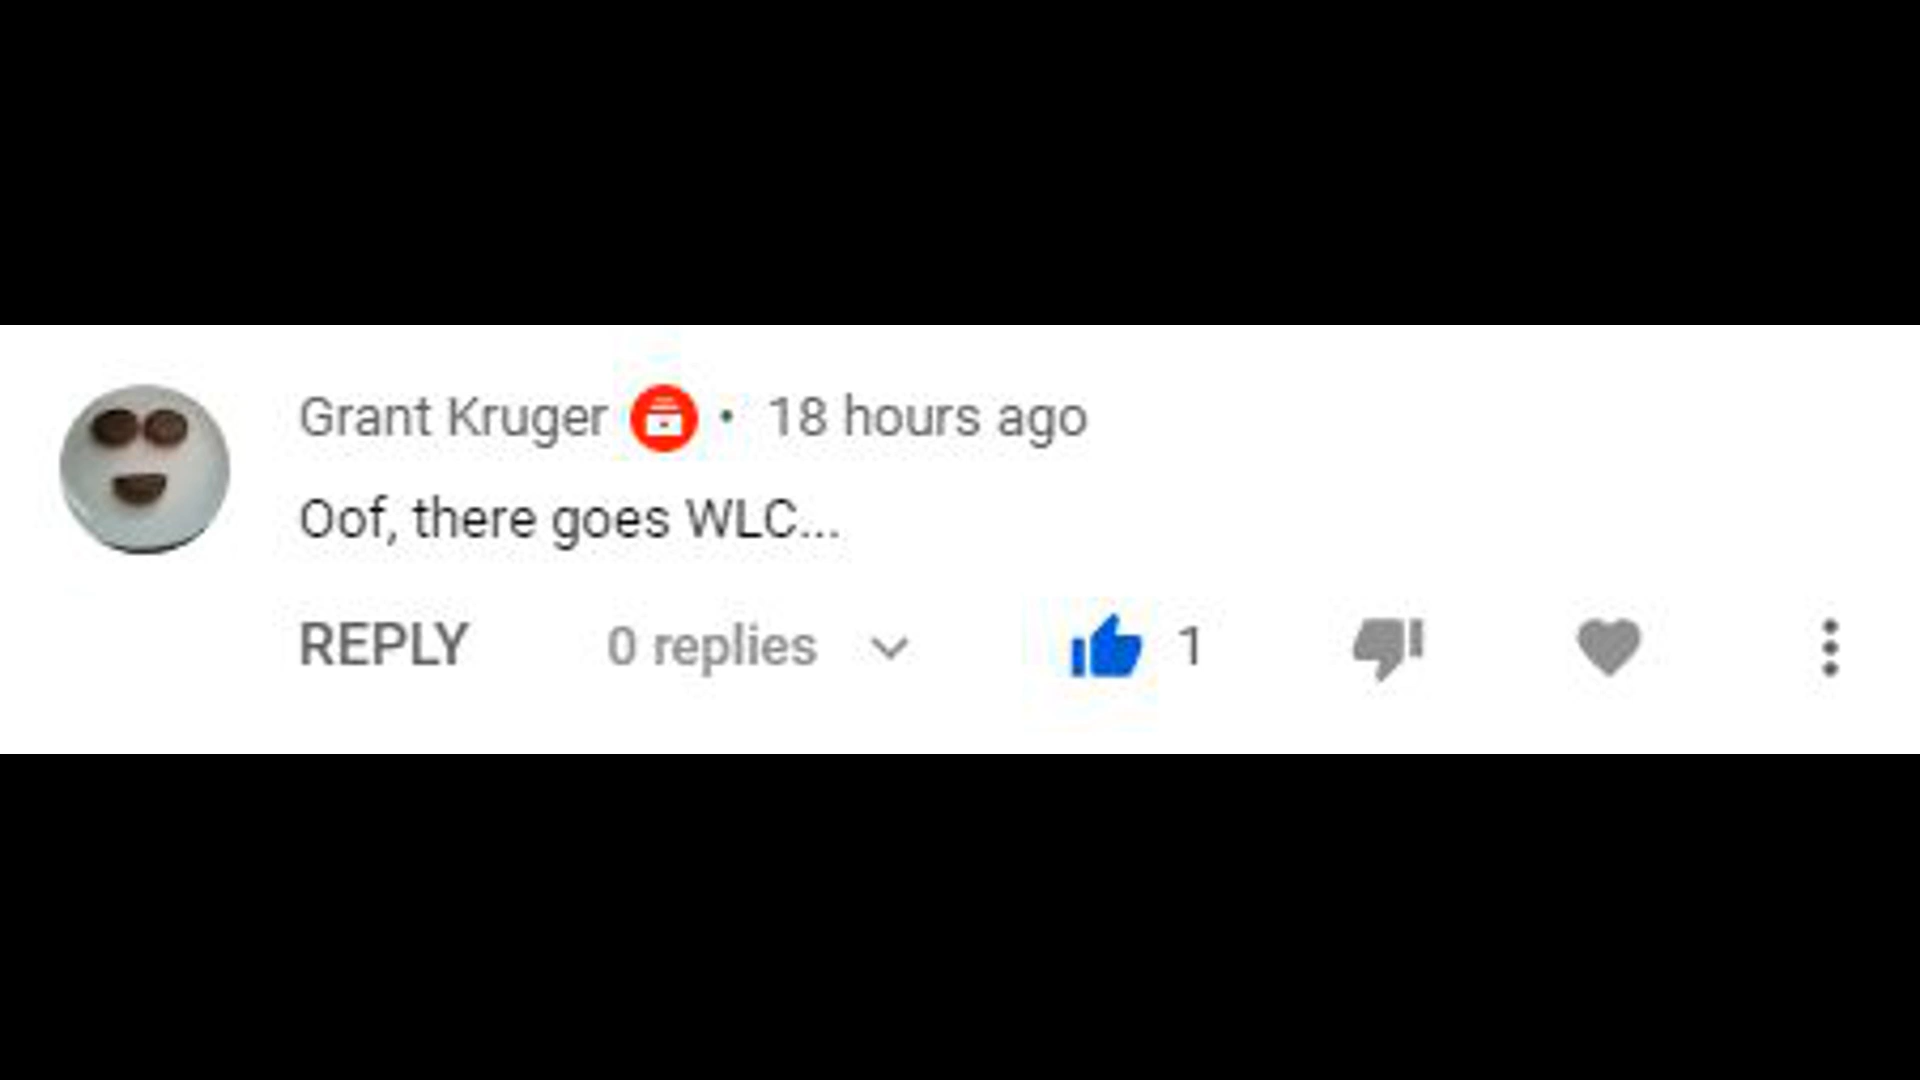 Grant Kruger • 18 hours ago
Oof, there goes WLC...
REPLY 0 replies 1